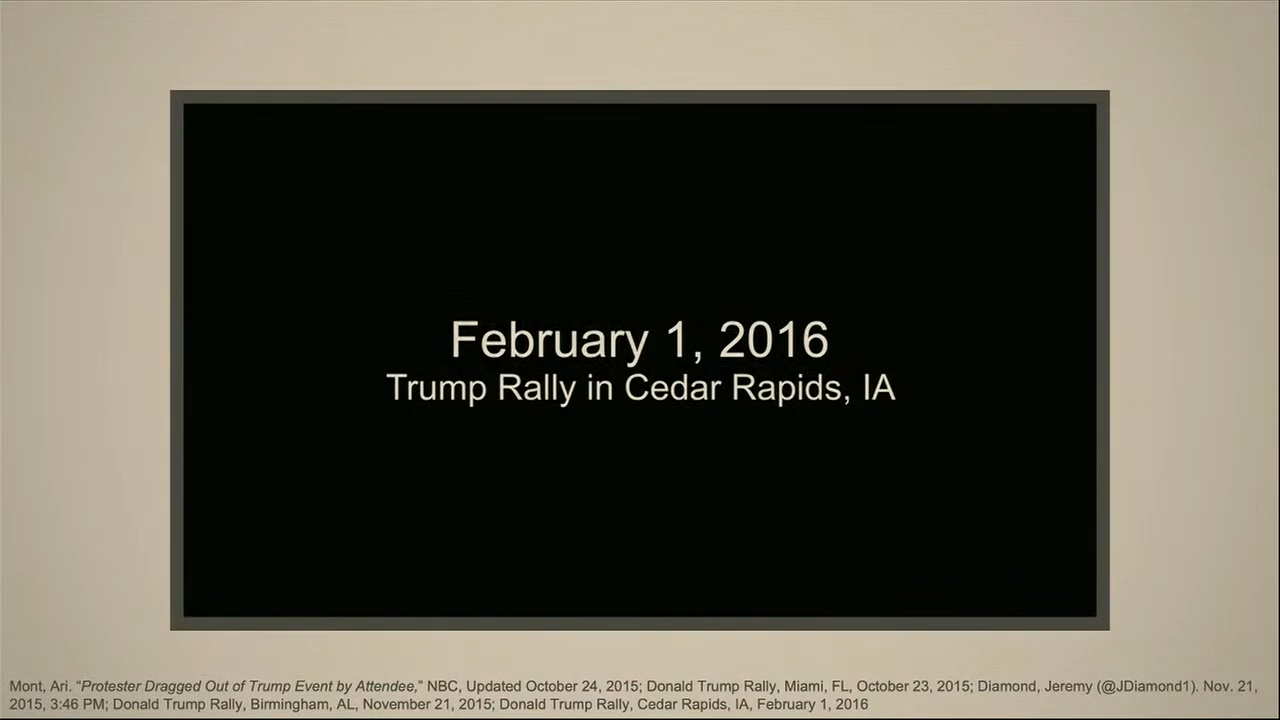 February 1, 2016
Trump Rally in Cedar Rapids, IA
Mont, Ari. “Protester Dragged Out of Trump Event by Attendee,” NBC, Updated October 24, 2015; Donald Trump Rally, Miami, FL, October 23, 2015; Diamond, Jeremy (@JDiamond1). Nov. 21,
2015, 3:46 PM; Donald Trump Rally, Birmingham, AL, November 21, 2015; Donald Trump Rally, Cedar Rapids, IA, February 1, 2016